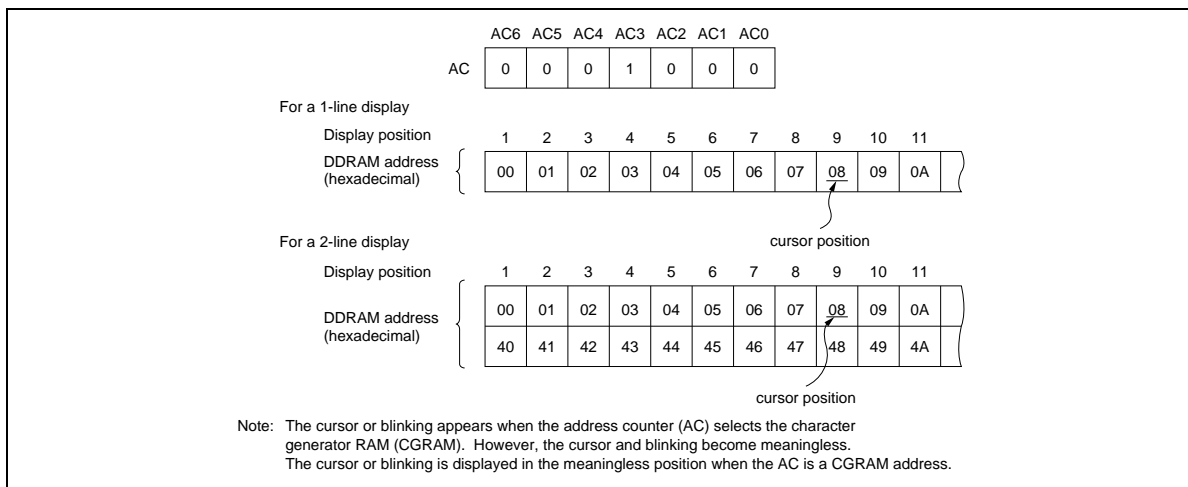 AC6 AC5 AC4 AC3 AC2 AC1 AC0
AC 0 0 0 1 0 0 0
For a 1-line display
Display position 1 2 3 4 5 6 7 8 9 10 11
DDRAM address
(hexadecimal)
00 01 02 03 04 05 06 07 08 09 0A
cursor position
For a 2-line display
Display position 1 2 3 4 5 6 7 8 9 10 11
DDRAM address
(hexadecimal)
00 01 02 03 04 05 06 07 08 09 0A
40 41 42 43 44 45 46 47 48 49 4A
cursor position
Note: The cursor or blinking appears when the address counter (AC) selects the character
generator RAM (CGRAM). However, the cursor and blinking become meaningless.
The cursor or blinking is displayed in the meaningless position when the AC is a CGRAM address.